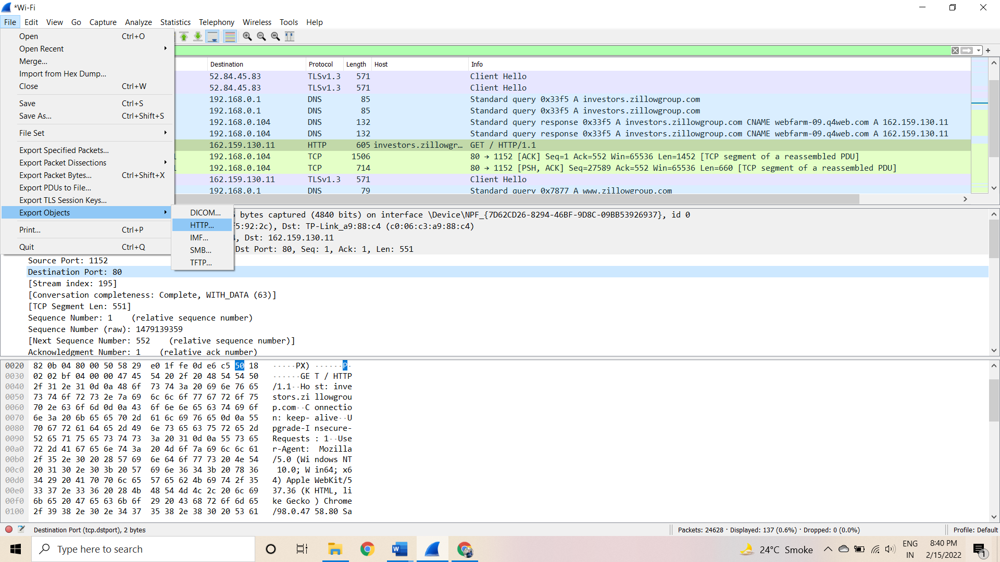 *Wi-Fi
File Edit View Go Capture Analyze Statistics Telephony Wireless Tools Help
Open Ctrl+O
Open Recent
Merge...
Import from Hex Dump...
Close Ctrl+W
Save Ctrl+S
Save As... Ctrl+Shift+S
File Set
Export Specified Packets...
Export Packet Dissections
Export Packet Bytes... Ctrl+Shift+X
Export PDUs to File...
Export TLS Session Keys...
Export Objects
Print... Ctrl+P
Quit Ctrl+Q
DICOM...
HTTP...
IMF...
SMB...
TFTP...
Destination Protocol Length Host Info
52.84.45.83 TLSv1.3 571 Client Hello
52.84.45.83 TLSv1.3 571 Client Hello
192.168.0.1 DNS 85 Standard query 0x33f5 A investors.zillowgroup.com
192.168.0.1 DNS 85 Standard query 0x33f5 A investors.zillowgroup.com
192.168.0.104 DNS 132 Standard query response 0x33f5 A investors.zillowgroup.com CNAME webfarm-09.q4web.com A 162.159.130.11
192.168.0.104 DNS 132 Standard query response 0x33f5 A investors.zillowgroup.com CNAME webfarm-09.q4web.com A 162.159.130.11
162.159.130.11 HTTP 605 investors.zillowgr... GET / HTTP/1.1
192.168.0.104 TCP 1506 80 → 1152 [ACK] Seq=1 Ack=552 Win=65536 Len=1452 [TCP segment of a reassembled PDU]
192.168.0.104 TCP 714 80 → 1152 [PSH, ACK] Seq=27589 Ack=552 Win=65536 Len=660 [TCP segment of a reassembled PDU]
162.159.130.11 TLSv1.3 571 Client Hello
192.168.0.1 DNS 79 Standard query 0x7877 A www.zillowgroup.com
bytes captured (4840 bits) on interface \Device\NPF_{7D62CD26-8294-46BF-9D8C-09BB53926937}, id 0
f5:92:2c), Dst: TP-Link_a9:88:c4 (c0:06:c3:a9:88:c4)
, Dst: 162.159.130.11
Dst Port: 80, Seq: 1, Ack: 1, Len: 551
Source Port: 1152
Destination Port: 80
[Stream index: 195]
[Conversation completeness: Complete, WITH_DATA (63)]
[TCP Segment Len: 551]
Sequence Number: 1 (relative sequence number)
Sequence Number (raw): 1479139359
[Next Sequence Number: 552 (relative sequence number)]
Acknowledgment Number: 1 (relative ack number)
0020 82 0b 04 80 00 50 58 29 e0 1f fe 0d e6 c5 50 18 ·····PX) ······P·
0030 02 02 bf 04 00 00 47 45 54 20 2f 20 48 54 54 50 ······GE T / HTTP
0040 2f 31 2e 31 0d 0a 48 6f 73 74 3a 20 69 6e 76 65 /1.1··Ho st: inve
0050 73 74 6f 72 73 2e 7a 69 6c 6c 6f 77 67 72 6f 75 stors.zi llowgrou
0060 70 2e 63 6f 6d 0d 0a 43 6f 6e 6e 65 63 74 69 6f p.com··C onnectio
0070 6e 3a 20 6b 65 65 70 2d 61 6c 69 76 65 0d 0a 55 n: keep- alive··U
0080 70 67 72 61 64 65 2d 49 6e 73 65 63 75 72 65 2d pgrade-I nsecure-
0090 52 65 71 75 65 73 74 73 3a 20 31 0d 0a 55 73 65 Requests : 1··Use
00a0 72 2d 41 67 65 6e 74 3a 20 4d 6f 7a 69 6c 6c 61 r-Agent: Mozilla
00b0 2f 35 2e 30 20 28 57 69 6e 64 6f 77 73 20 4e 54 /5.0 (Wi ndows NT
00c0 20 31 30 2e 30 3b 20 57 69 6e 36 34 3b 20 78 36 10.0; W in64; x6
00d0 34 29 20 41 70 70 6c 65 57 65 62 4b 69 74 2f 35 4) Apple WebKit/5
00e0 33 37 2e 33 36 20 28 4b 48 54 4d 4c 2c 20 6c 69 37.36 (K HTML, li
00f0 6b 65 20 47 65 63 6b 6f 29 20 43 68 72 6f 6d 65 ke Gecko ) Chrome
0100 2f 39 38 2e 30 2e 34 37 35 38 2e 38 30 20 53 61 /98.0.47 58.80 Sa
Destination Port (tcp.dstport), 2 bytes
Packets: 24628 · Displayed: 137 (0.6%) · Dropped: 0 (0.0%)
Profile: Default
Type here to search
24°C Smoke
ENG
IN
8:40 PM
2/15/2022
1